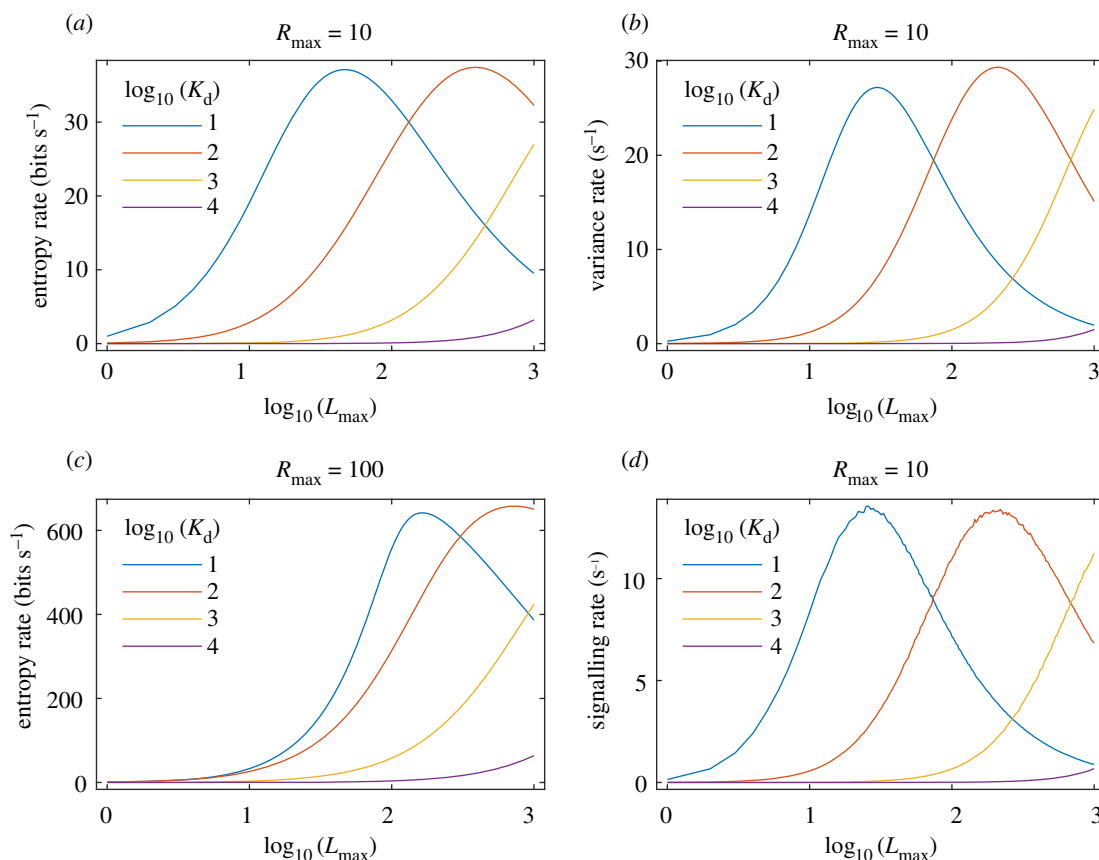 (a)
R_max = 10
log10 (K_d)
1
2
3
4
entropy rate (bits s⁻¹)
30
20
10
0
0 1 2 3
log10 (L_max)
(b)
R_max = 10
log10 (K_d)
1
2
3
4
variance rate (s⁻¹)
30
20
10
0
0 1 2 3
log10 (L_max)
(c)
R_max = 100
log10 (K_d)
1
2
3
4
entropy rate (bits s⁻¹)
600
400
200
0
0 1 2 3
log10 (L_max)
(d)
R_max = 10
log10 (K_d)
1
2
3
4
signalling rate (s⁻¹)
10
5
0
0 1 2 3
log10 (L_max)